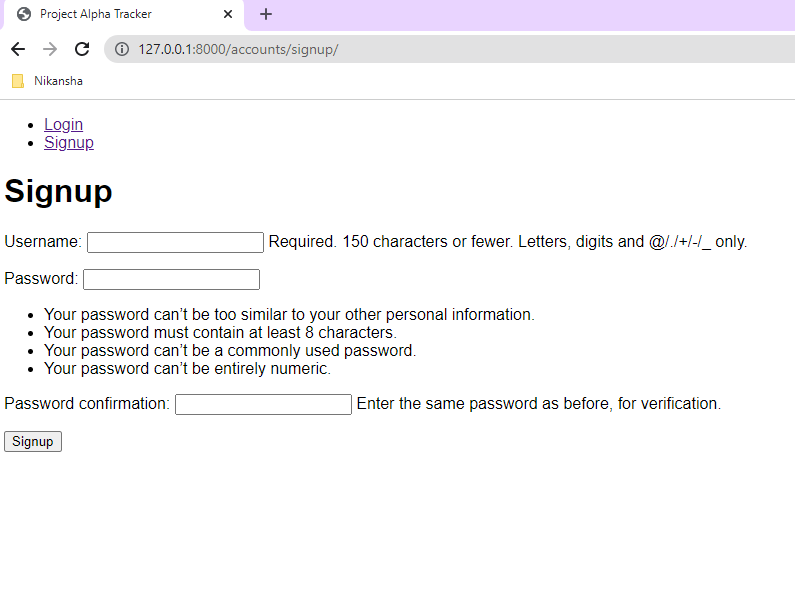 Project Alpha Tracker
127.0.0.1:8000/accounts/signup/
Nikansha
Login
Signup
Signup
Username: Required. 150 characters or fewer. Letters, digits and @/./+/-/_ only.
Password:
Your password can’t be too similar to your other personal information.
Your password must contain at least 8 characters.
Your password can’t be a commonly used password.
Your password can’t be entirely numeric.
Password confirmation: Enter the same password as before, for verification.
Signup